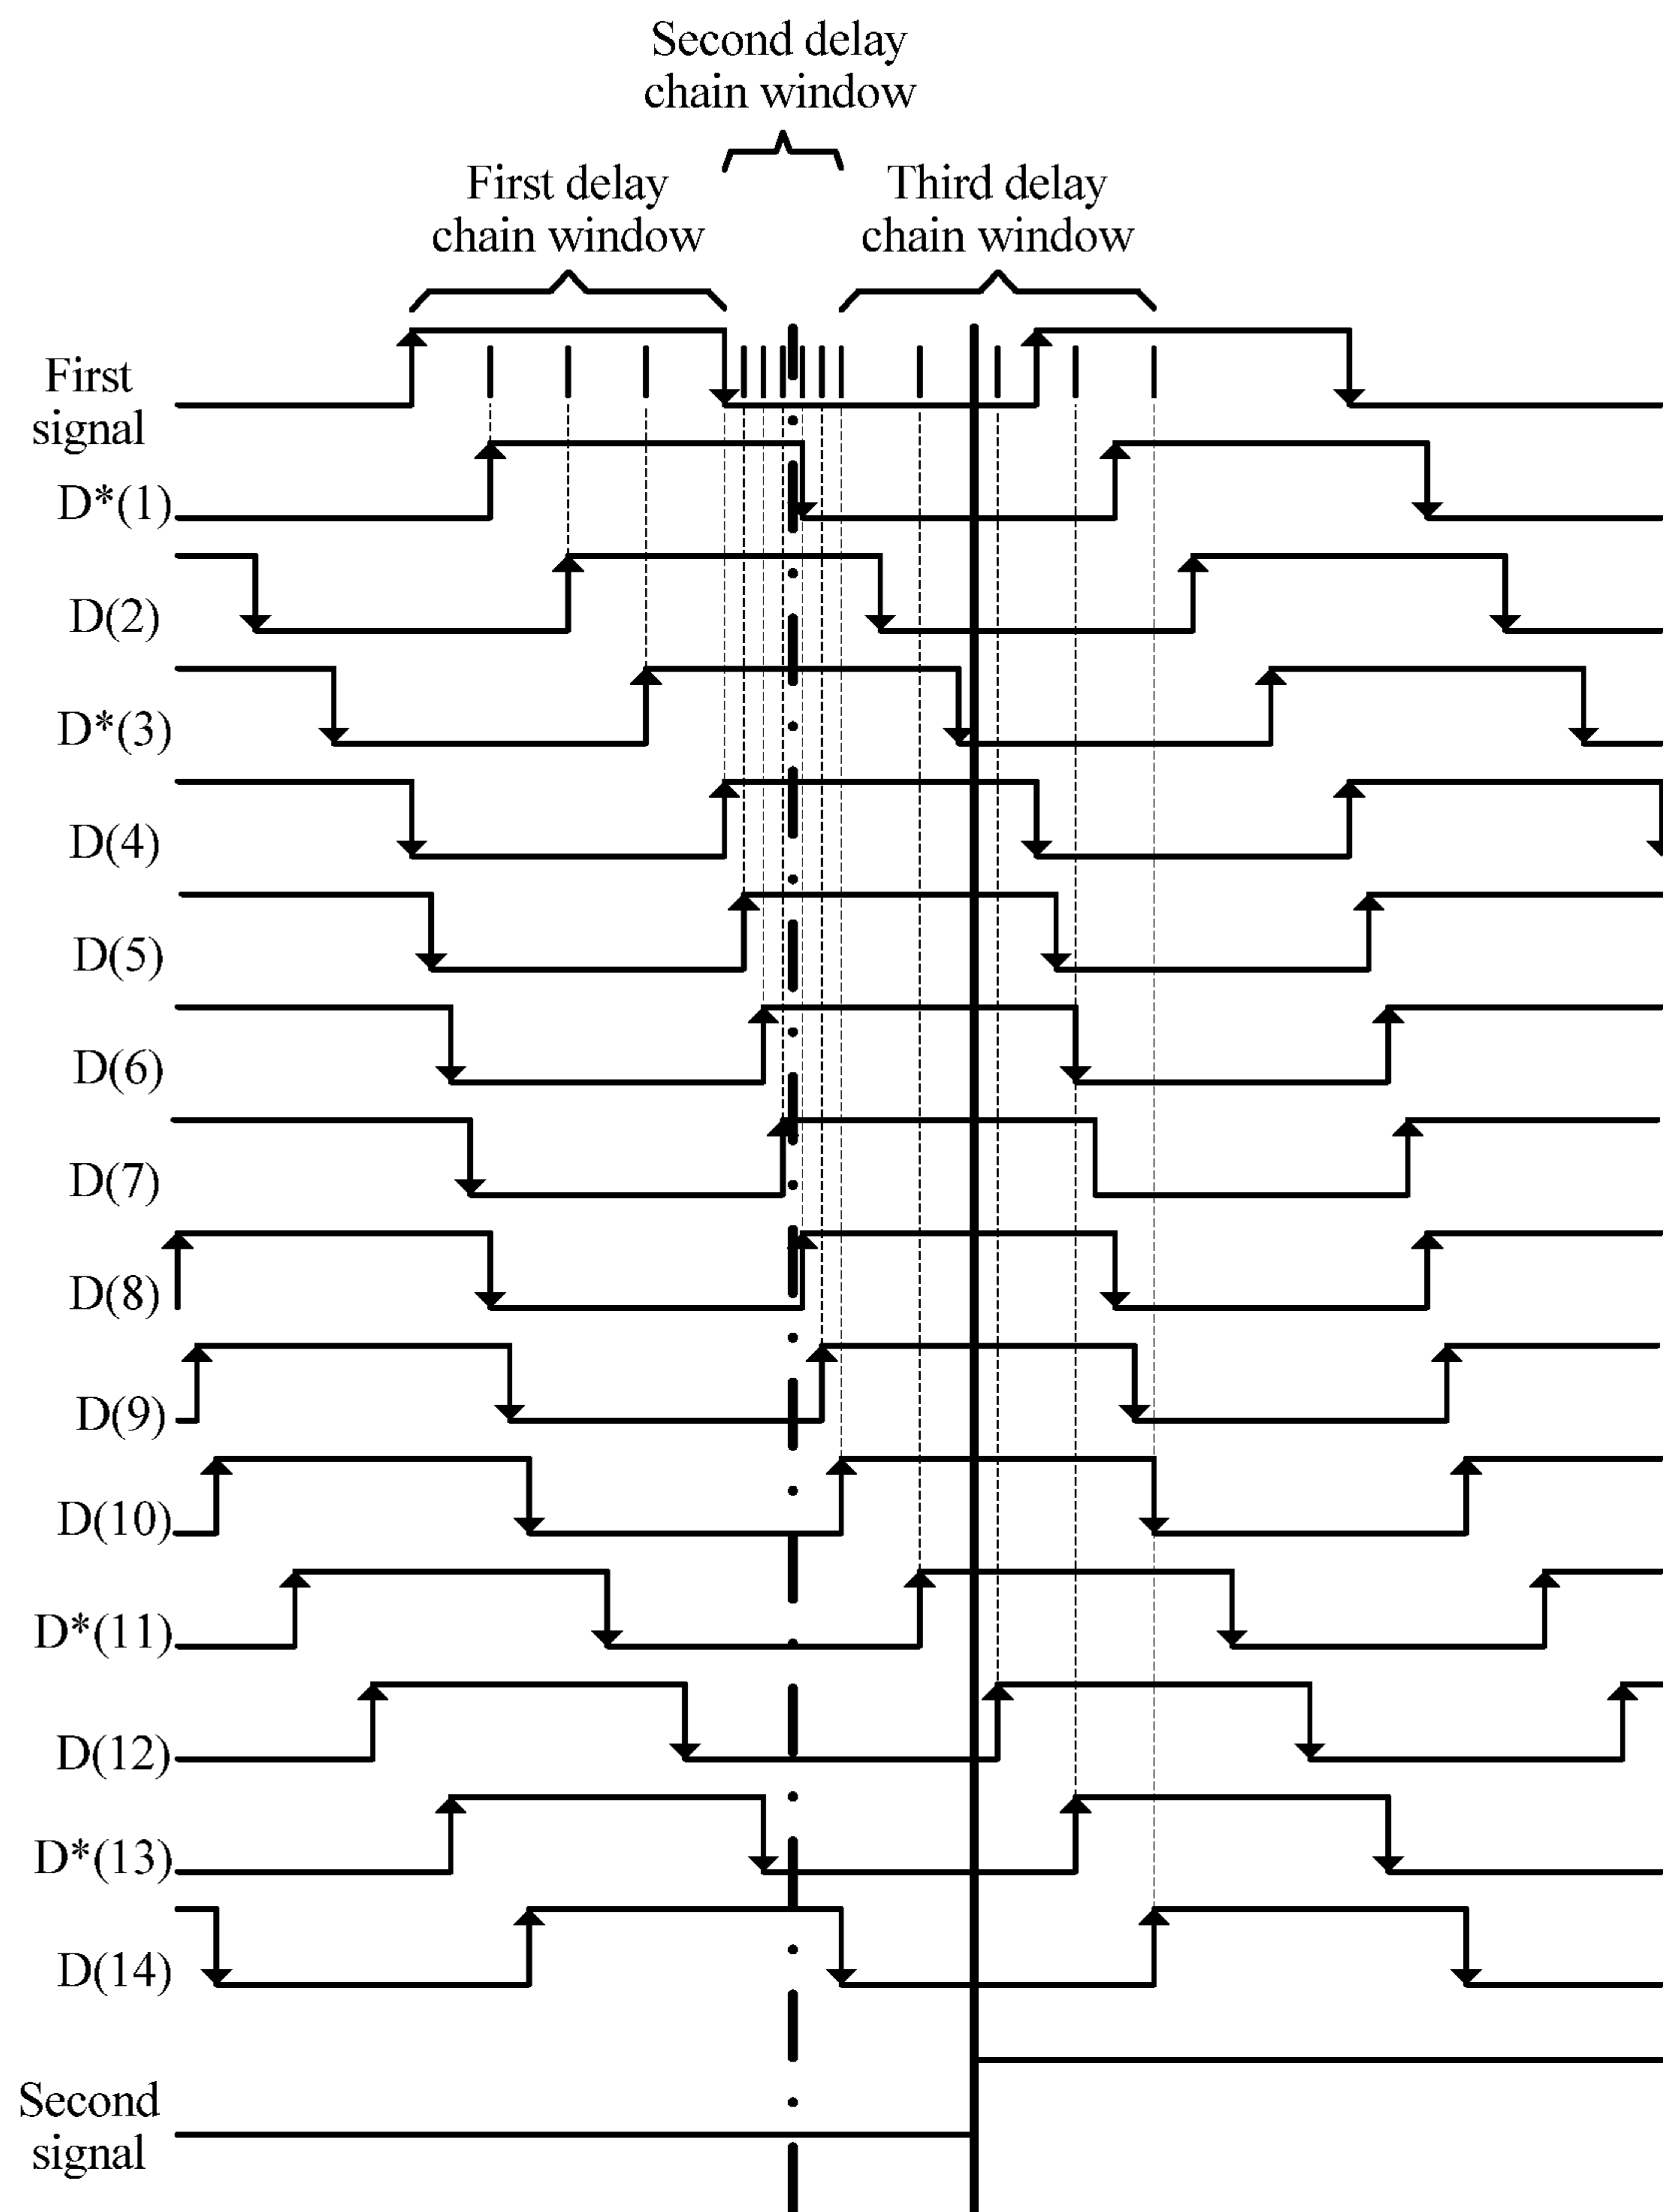 Second delay
chain window
First delay
chain window
Third delay
chain window
First
signal
D*(1)
D(2)
D*(3)
D(4)
D(5)
D(6)
D(7)
D(8)
D(9)
D(10)
D*(11)
D(12)
D*(13)
D(14)
Second
signal